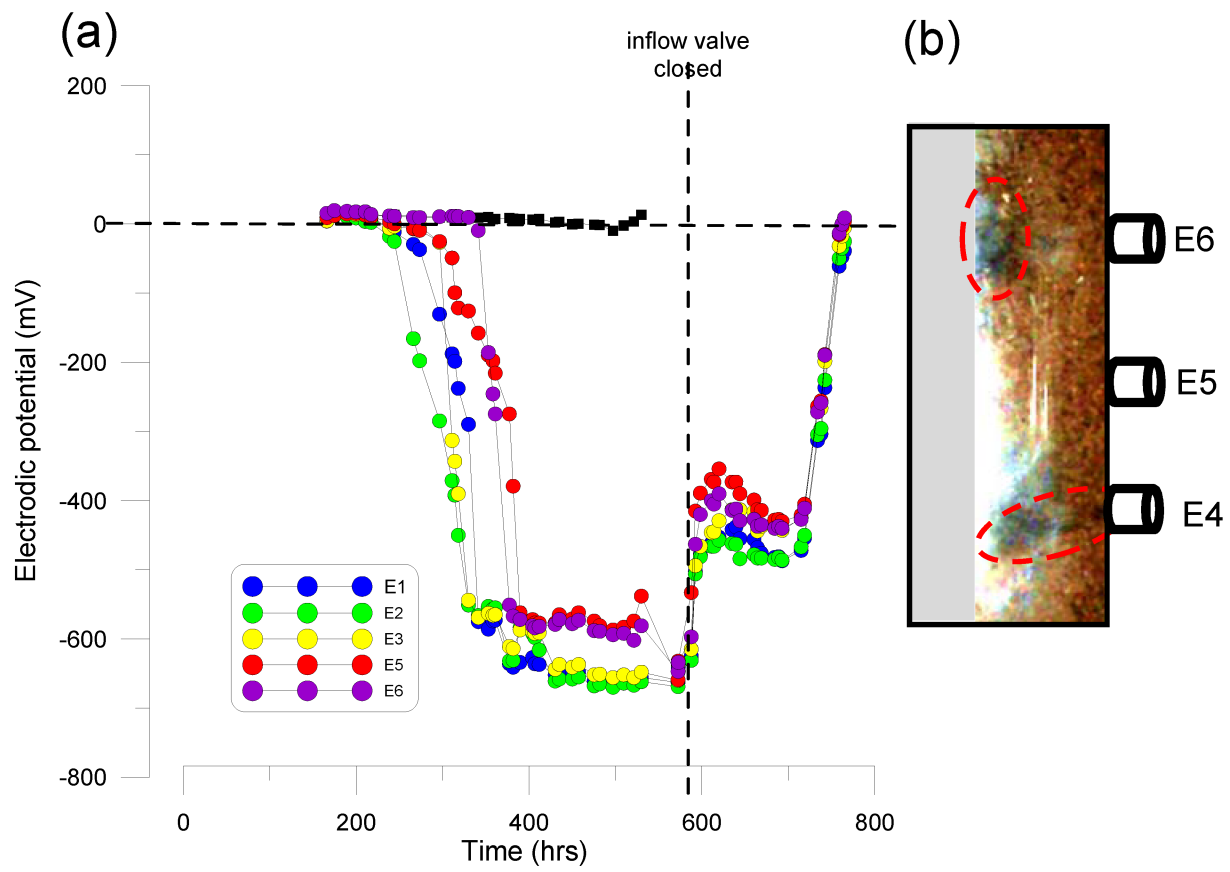 (a)
inflow valve
closed
(b)
200
0
-200
-400
-600
-800
Electrodic potential (mV)
E1
E2
E3
E5
E6
0
200
400
600
800
Time (hrs)
E6
E5
E4